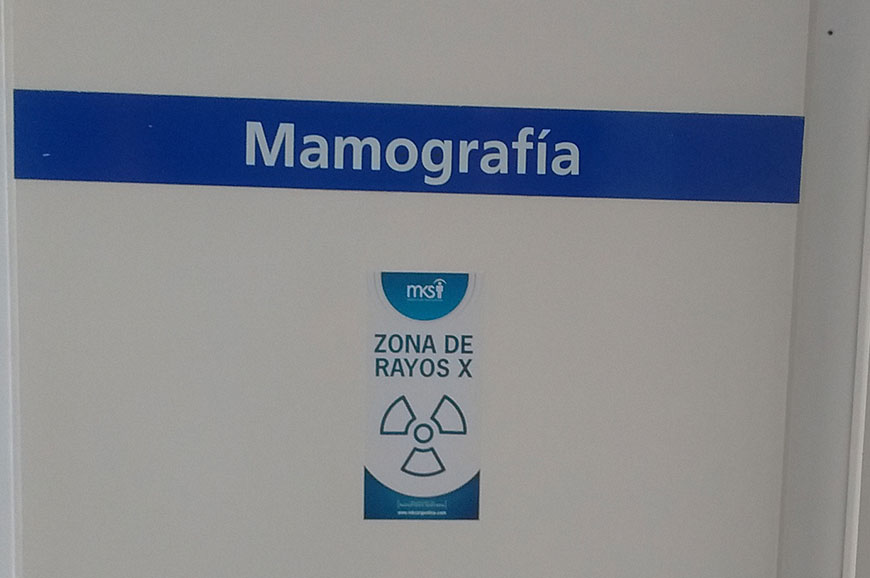 Mamografía
mks
ZONA DE
RAYOS X